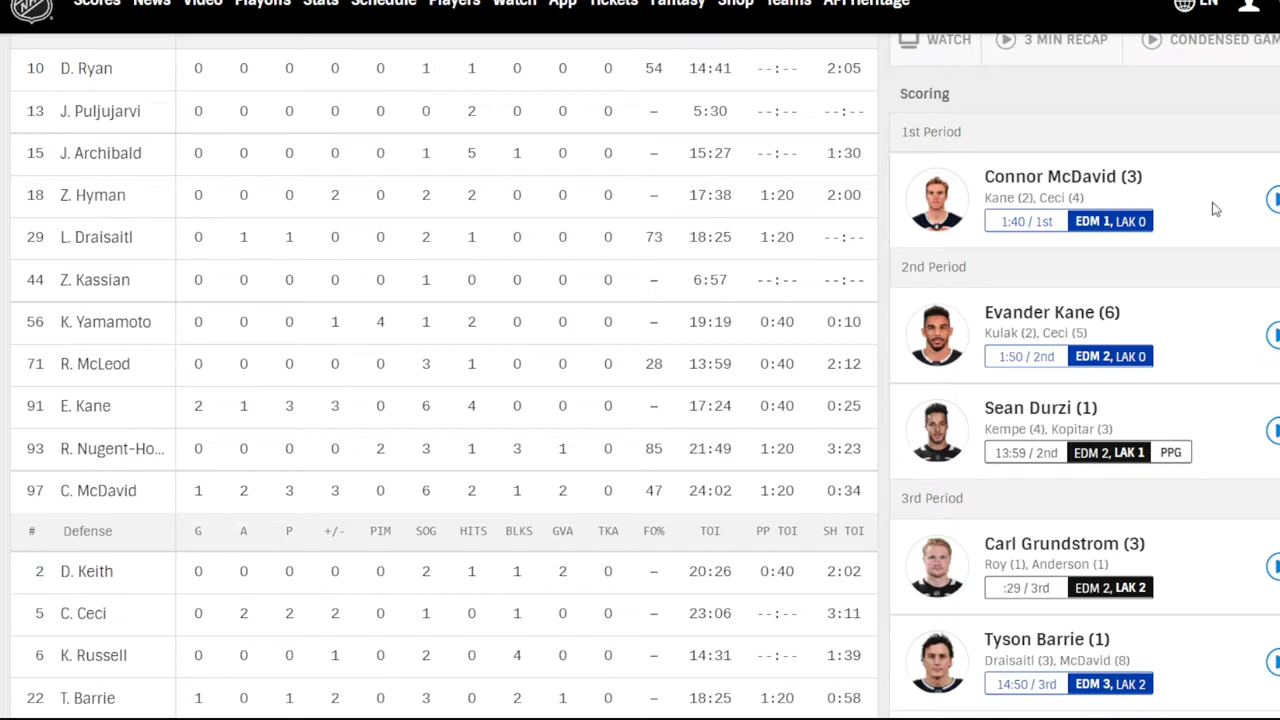 NHL
Scores News Video Playoffs Stats Schedule Players Watch App Tickets Fantasy Shop Teams API Heritage EN
10 D. Ryan 0 0 0 0 0 1 1 0 0 0 54 14:41 --:-- 2:05
13 J. Puljujarvi 0 0 0 0 0 0 2 0 0 0 – 5:30 --:-- --:--
15 J. Archibald 0 0 0 0 0 1 5 1 0 0 – 15:27 --:-- 1:30
18 Z. Hyman 0 0 0 2 0 2 2 0 0 0 – 17:38 1:20 2:00
29 L. Draisaitl 0 1 1 0 0 2 1 0 0 0 73 18:25 1:20 --:--
44 Z. Kassian 0 0 0 0 0 1 0 0 0 0 – 6:57 --:-- --:--
56 K. Yamamoto 0 0 0 1 4 1 2 0 0 0 – 19:19 0:40 0:10
71 R. McLeod 0 0 0 0 0 3 1 0 0 0 28 13:59 0:40 2:12
91 E. Kane 2 1 3 3 0 6 4 0 0 0 – 17:24 0:40 0:25
93 R. Nugent-Ho... 0 0 0 0 2 3 1 3 1 0 85 21:49 1:20 3:23
97 C. McDavid 1 2 3 3 0 6 2 1 2 0 47 24:02 1:20 0:34
# Defense G A P +/- PIM SOG HITS BLKS GVA TKA FO% TOI PP TOI SH TOI
2 D. Keith 0 0 0 0 0 2 1 1 2 0 – 20:26 0:40 2:02
5 C. Ceci 0 2 2 2 0 1 0 1 0 0 – 23:06 --:-- 3:11
6 K. Russell 0 0 0 1 0 2 0 4 0 0 – 14:31 --:-- 1:39
22 T. Barrie 1 0 1 2 0 3 0 2 1 0 – 18:25 1:20 0:58
WATCH 3 MIN RECAP CONDENSED GAM
Scoring
1st Period
Connor McDavid (3)
Kane (2), Ceci (4)
1:40 / 1st EDM 1, LAK 0
2nd Period
Evander Kane (6)
Kulak (2), Ceci (5)
1:50 / 2nd EDM 2, LAK 0
Sean Durzi (1)
Kempe (4), Kopitar (3)
13:59 / 2nd EDM 2, LAK 1 PPG
3rd Period
Carl Grundstrom (3)
Roy (1), Anderson (1)
:29 / 3rd EDM 2, LAK 2
Tyson Barrie (1)
Draisaitl (3), McDavid (8)
14:50 / 3rd EDM 3, LAK 2